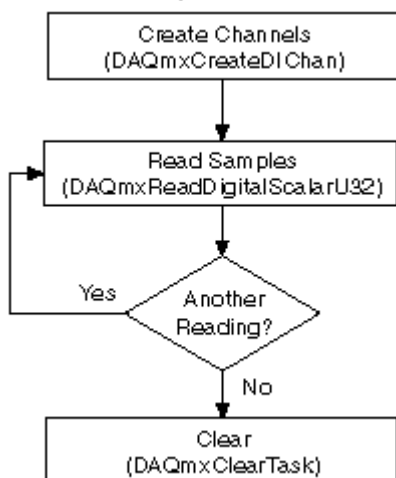 Create Channels
(DAQmxCreateDIChan)
Read Samples
(DAQmxReadDigitalScalarU32)
Yes
Another
Reading?
No
Clear
(DAQmxClearTask)